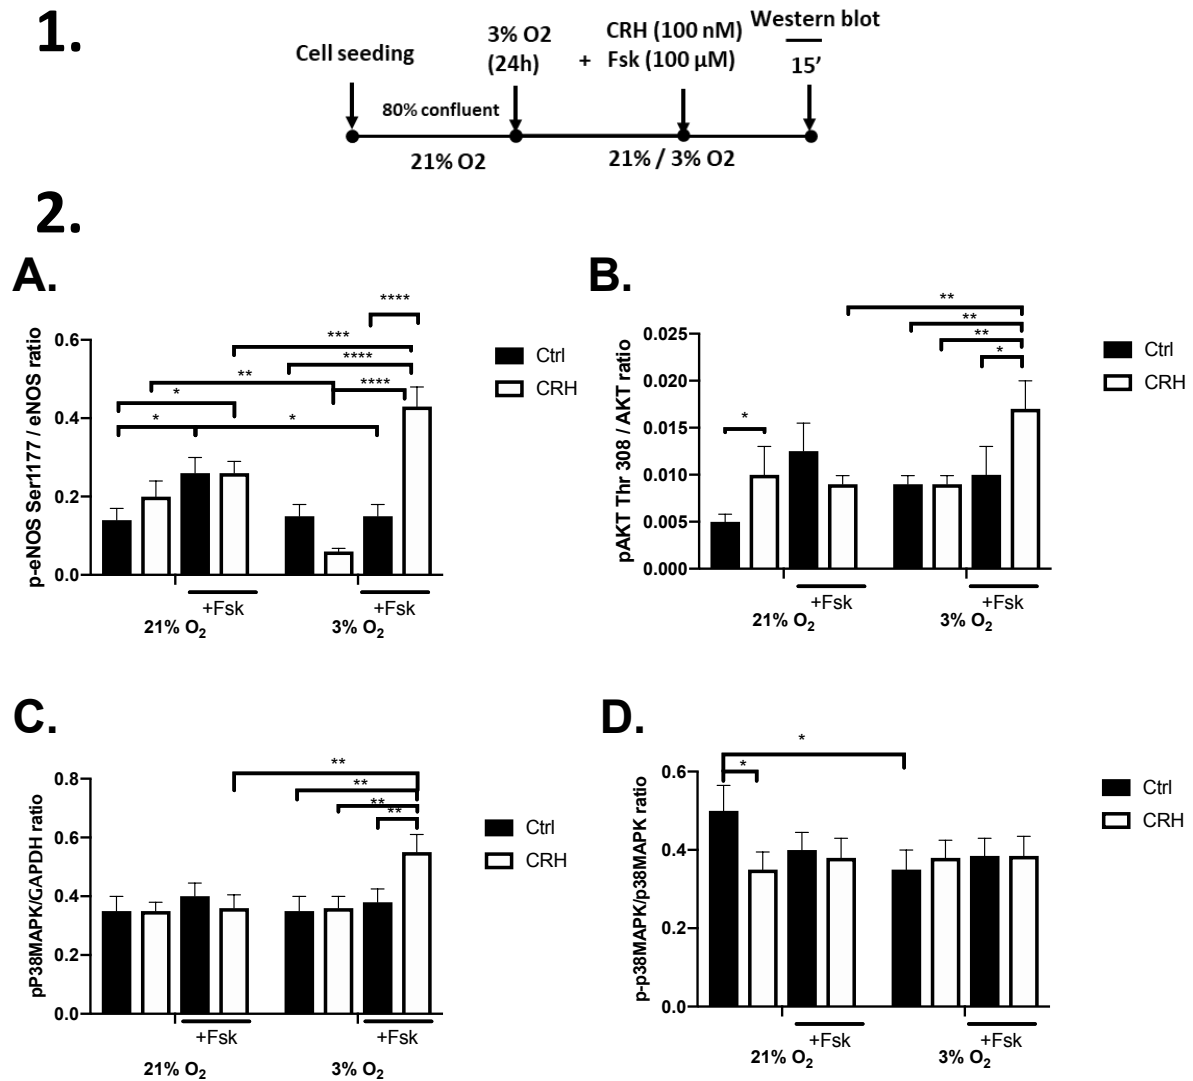 1.
Cell seeding
3% O2
(24h)
+
CRH (100 nM)
Fsk (100 µM)
Western blot
15’
80% confluent
21% O2
21% / 3% O2
2.
A.
p-eNOS Ser1177 / eNOS ratio
0.6
0.4
0.2
0.0
*
*
**
*
***
****
****
****
Ctrl
CRH
+Fsk
+Fsk
21% O2
3% O2
B.
pAKT Thr 308 / AKT ratio
0.025
0.020
0.015
0.010
0.005
0.000
*
**
**
**
*
Ctrl
CRH
+Fsk
+Fsk
21% O2
3% O2
C.
pP38MAPK/GAPDH ratio
0.8
0.6
0.4
0.2
0.0
**
**
**
**
Ctrl
CRH
+Fsk
+Fsk
21% O2
3% O2
D.
p-p38MAPK/p38MAPK ratio
0.6
0.4
0.2
0.0
*
*
Ctrl
CRH
+Fsk
+Fsk
21% O2
3% O2